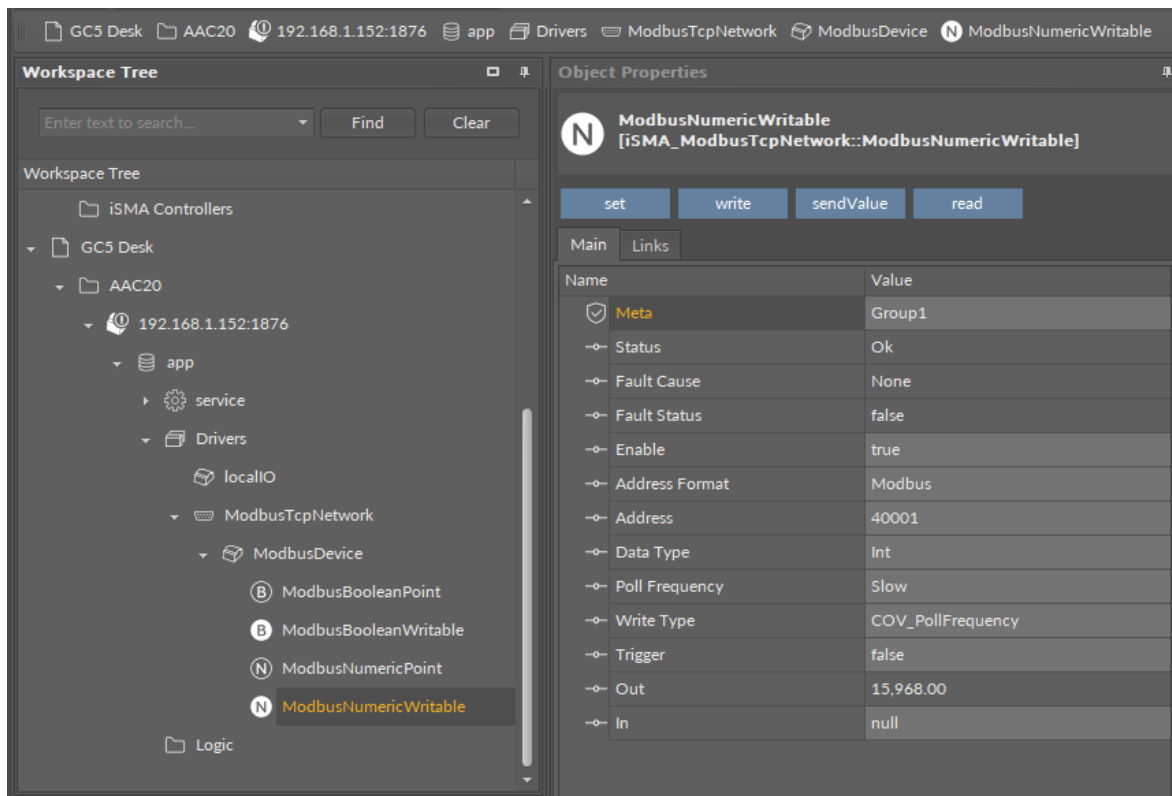 GC5 Desk AAC20 192.168.1.152:1876 app Drivers ModbusTcpNetwork ModbusDevice N ModbusNumericWritable
Workspace Tree
Enter text to search... Find Clear
Workspace Tree
iSMA Controllers
GC5 Desk
AAC20
192.168.1.152:1876
app
service
Drivers
localIO
ModbusTcpNetwork
ModbusDevice
B ModbusBooleanPoint
B ModbusBooleanWritable
N ModbusNumericPoint
N ModbusNumericWritable
Logic
Object Properties
N ModbusNumericWritable
[iSMA_ModbusTcpNetwork::ModbusNumericWritable]
set write sendValue read
Main Links
Name Value
Meta Group1
Status Ok
Fault Cause None
Fault Status false
Enable true
Address Format Modbus
Address 40001
Data Type Int
Poll Frequency Slow
Write Type COV_PollFrequency
Trigger false
Out 15,968.00
In null